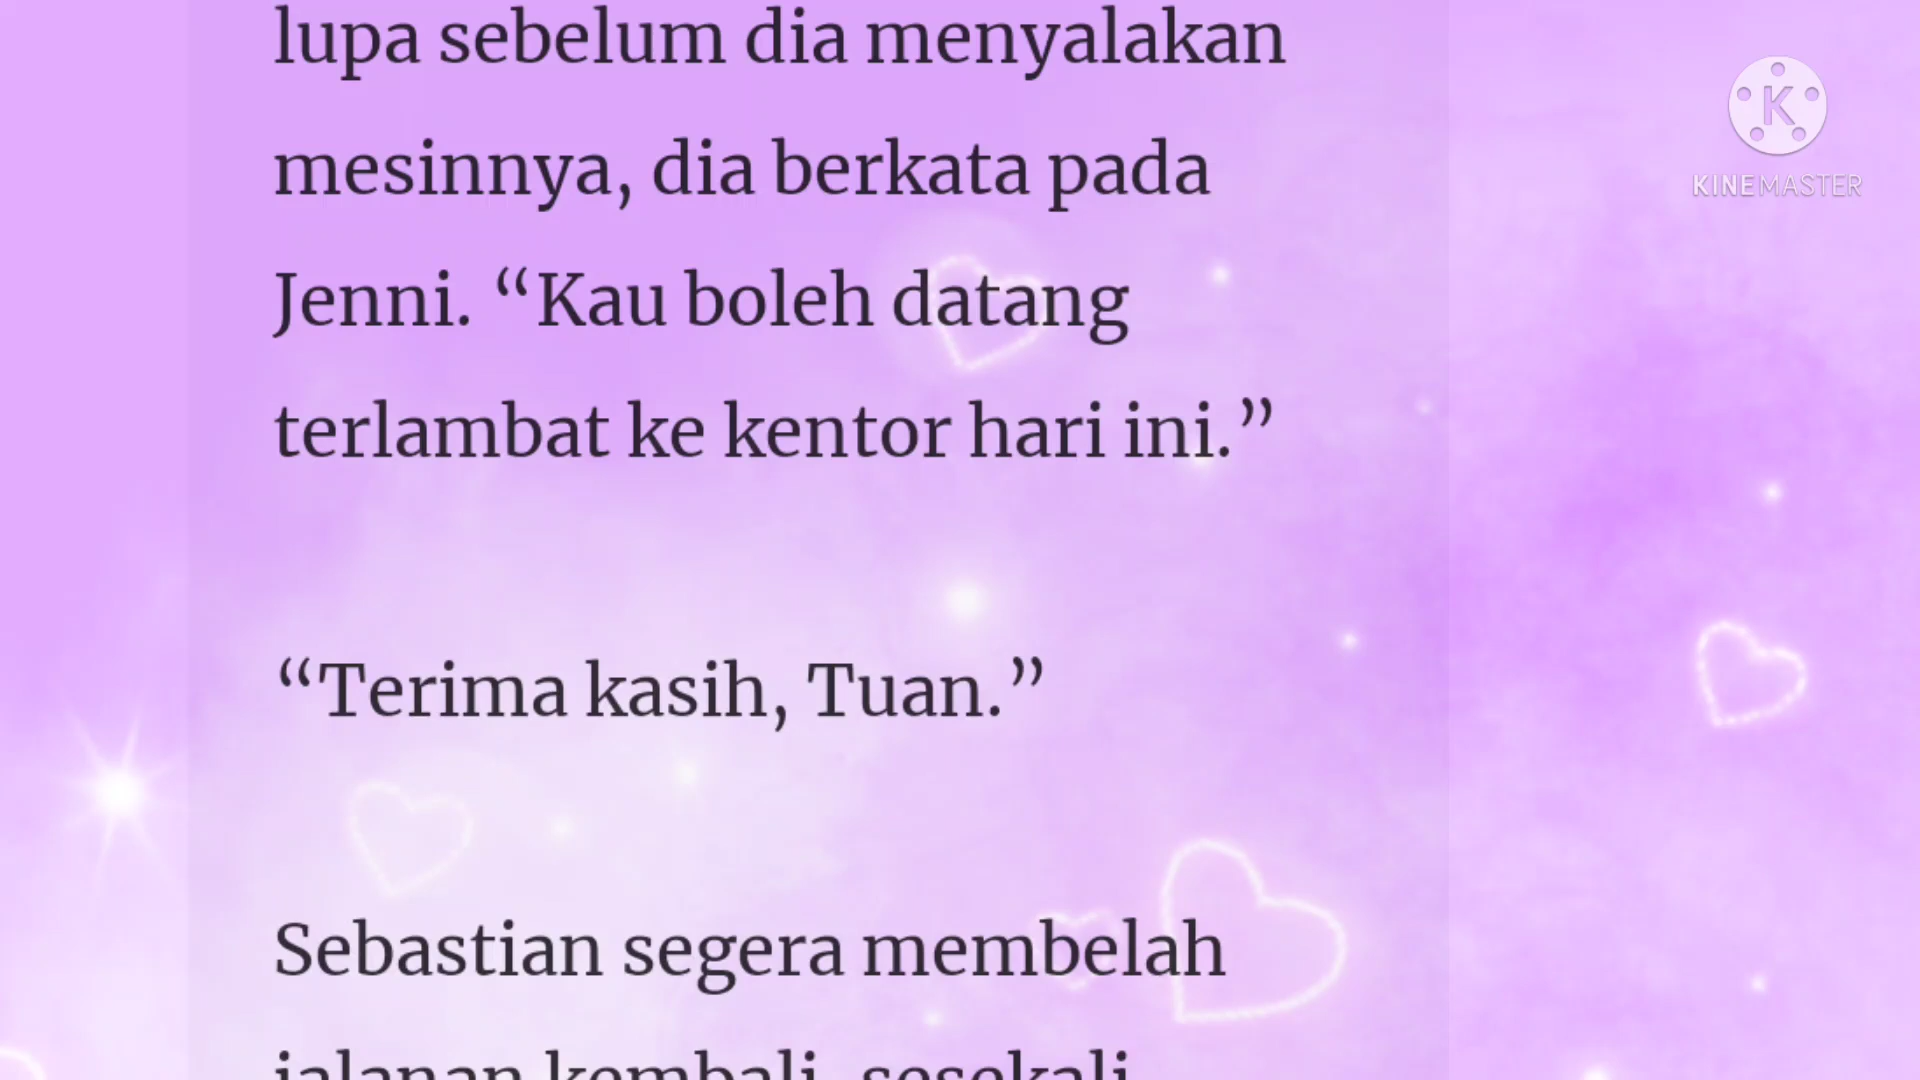 lupa sebelum dia menyalakan
mesinnya, dia berkata pada
Jenni. “Kau boleh datang
terlambat ke kentor hari ini.”
“Terima kasih, Tuan.”
Sebastian segera membelah
jalanan kembali, sesekali
K
KINEMASTER